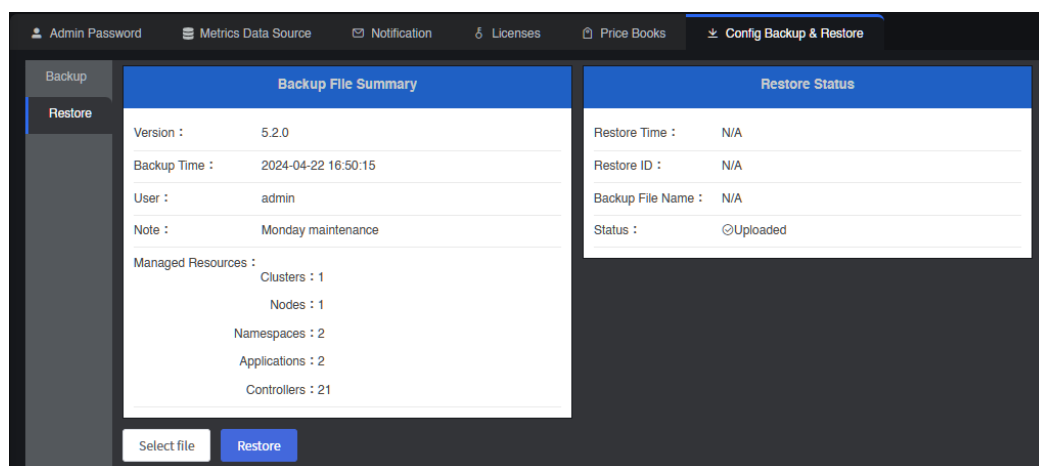 Admin Password Metrics Data Source Notification Licenses Price Books Config Backup & Restore
Backup
Restore
Backup File Summary
Version : 5.2.0
Backup Time : 2024-04-22 16:50:15
User : admin
Note : Monday maintenance
Managed Resources :
Clusters : 1
Nodes : 1
Namespaces : 2
Applications : 2
Controllers : 21
Select file Restore
Restore Status
Restore Time : N/A
Restore ID : N/A
Backup File Name : N/A
Status : Uploaded